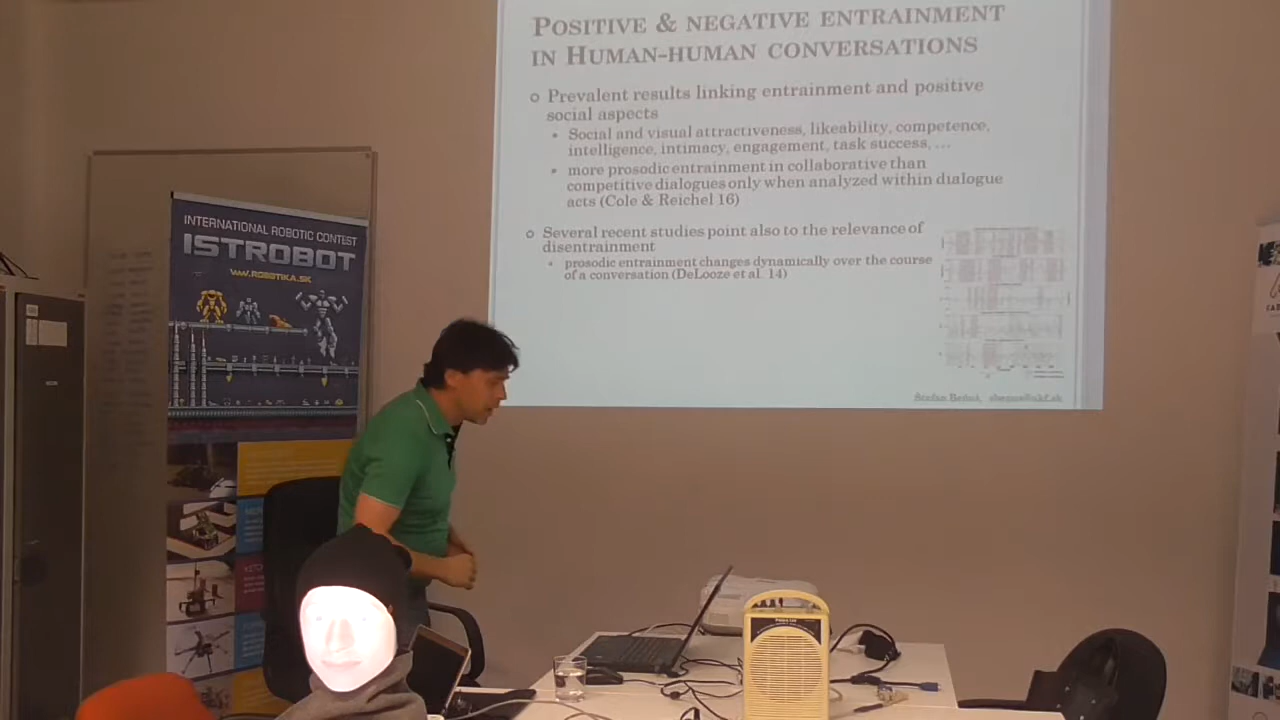 POSITIVE & NEGATIVE ENTRAINMENT
IN HUMAN-HUMAN CONVERSATIONS
Prevalent results linking entrainment and positive
social aspects
Social and visual attractiveness, likeability, competence,
intelligence, intimacy, engagement, task success, ...
more prosodic entrainment in collaborative than
competitive dialogues only when analyzed within dialogue
acts (Cole & Reichel 16)
Several recent studies point also to the relevance of
disentrainment
prosodic entrainment changes dynamically over the course
of a conversation (DeLooze et al. 14)
Štefan Beňuš,
INTERNATIONAL ROBOTIC CONTEST
ISTROBOT
WWW.ROBOTIKA.SK